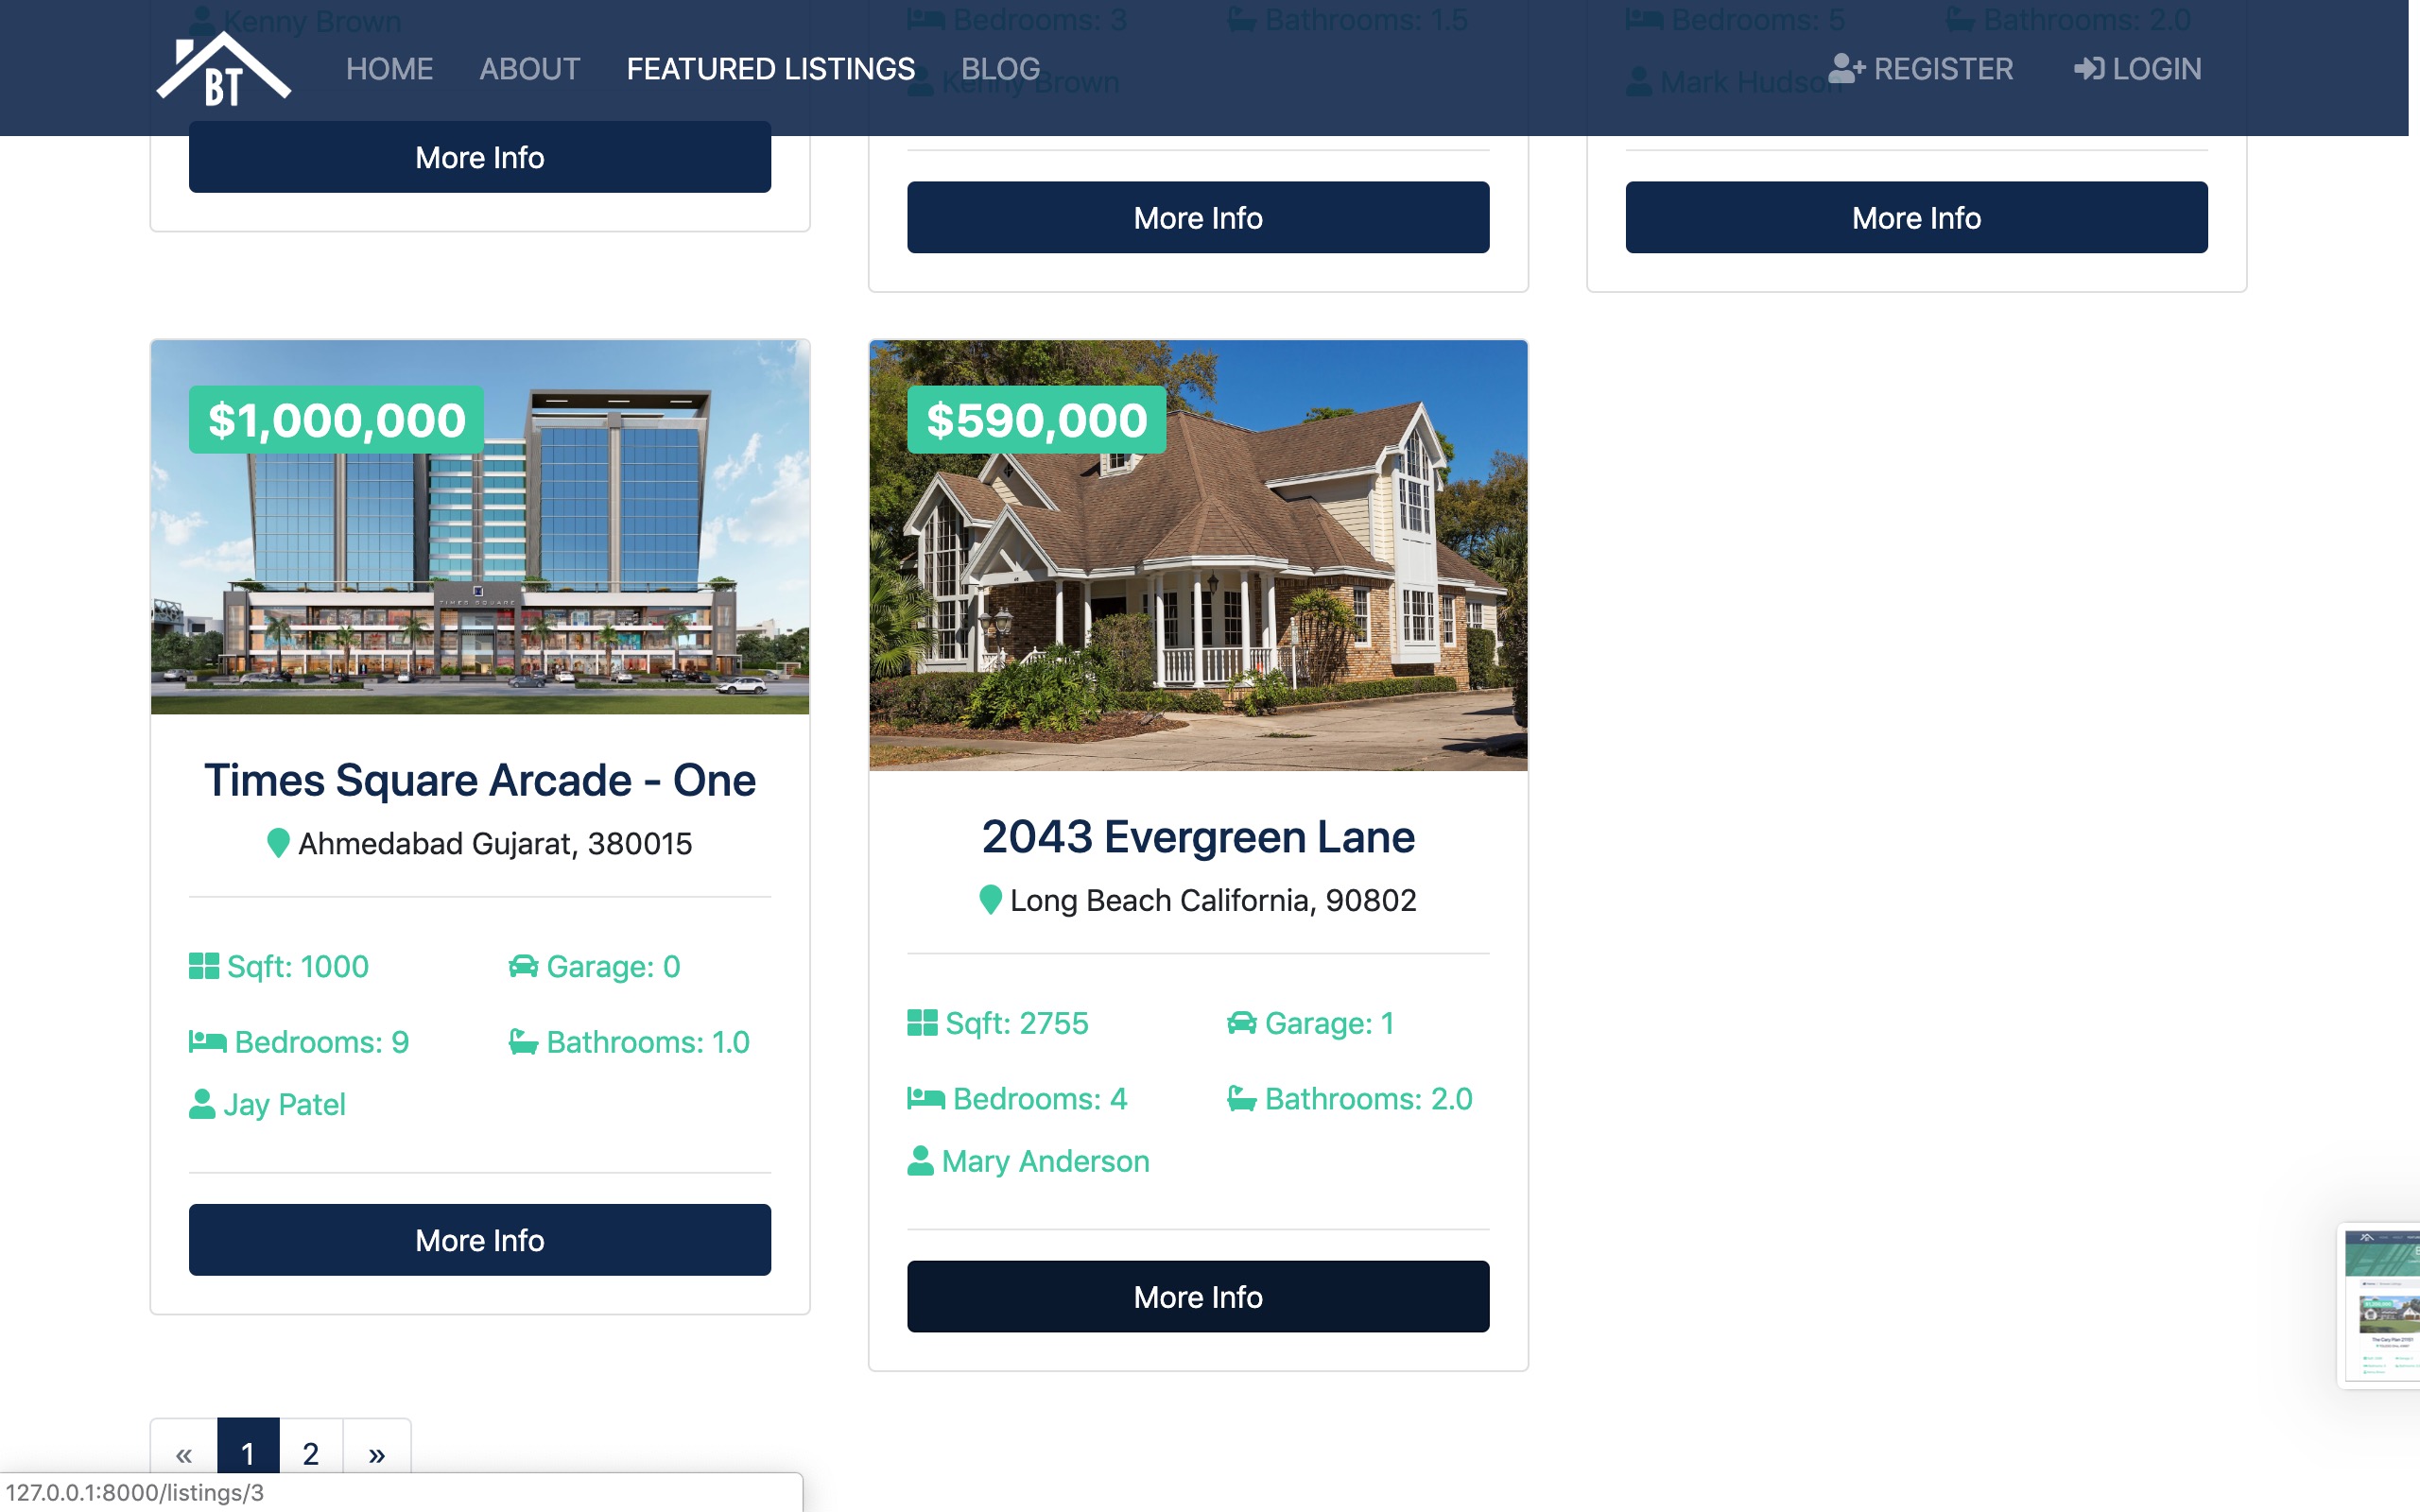 Kenny Brown
Bedrooms: 3
Bathrooms: 1.5
Bedrooms: 5
Bathrooms: 2.0
BT
HOME
ABOUT
FEATURED LISTINGS
BLOG
REGISTER
LOGIN
Kenny Brown
Mark Hudson
More Info
More Info
More Info
$1,000,000
TIMES SQUARE
Times Square Arcade - One
Ahmedabad Gujarat, 380015
Sqft: 1000
Garage: 0
Bedrooms: 9
Bathrooms: 1.0
Jay Patel
More Info
$590,000
2043 Evergreen Lane
Long Beach California, 90802
Sqft: 2755
Garage: 1
Bedrooms: 4
Bathrooms: 2.0
Mary Anderson
More Info
« 1 2 »
127.0.0.1:8000/listings/3